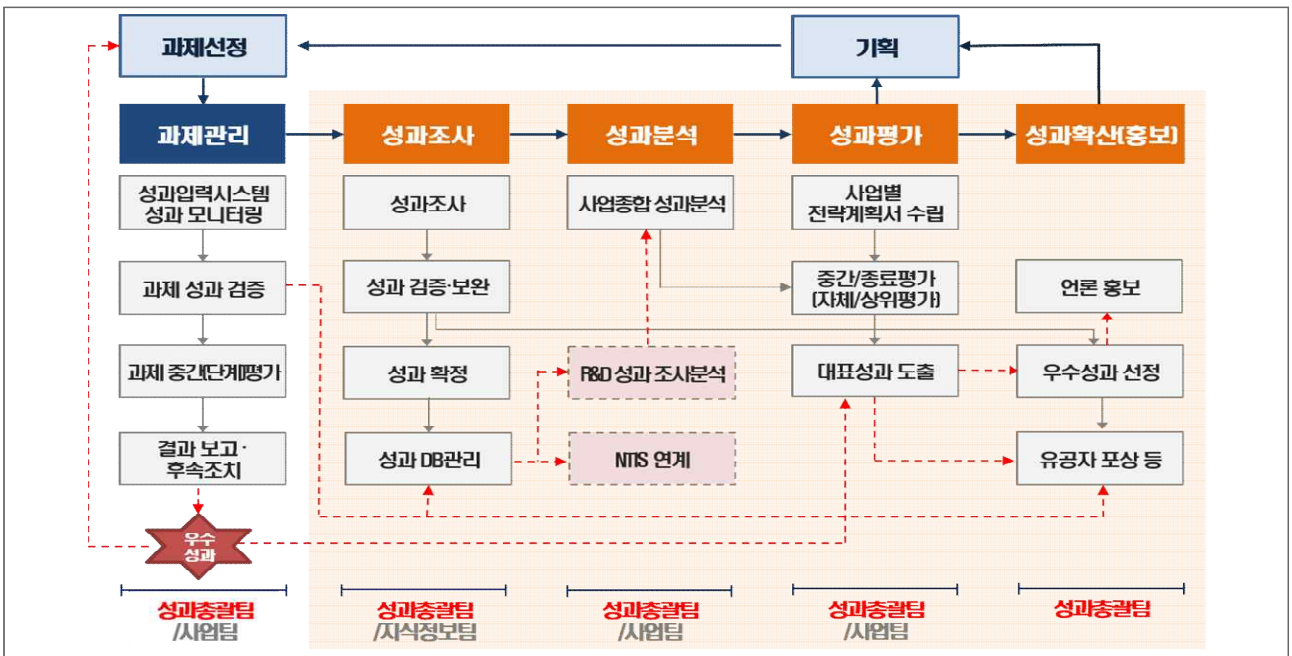 과제선정
기획
과제관리
성과조사
성과분석
성과평가
성과확산(홍보)
성과입력시스템
성과 모니터링
성과조사
사업종합 성과분석
사업별
전략계획서 수립
과제 성과 검증
성과 검증·보완
중간/종료평가
(자체/상위평가)
언론 홍보
과제 중간(단계)평가
성과 확정
R&D 성과 조사분석
대표성과 도출
우수성과 선정
결과 보고·
후속조치
성과 DB관리
NTIS 연계
유공자 포상 등
우수
성과
성과총괄팀
/사업팀
성과총괄팀
/지식정보팀
성과총괄팀
/사업팀
성과총괄팀
/사업팀
성과총괄팀